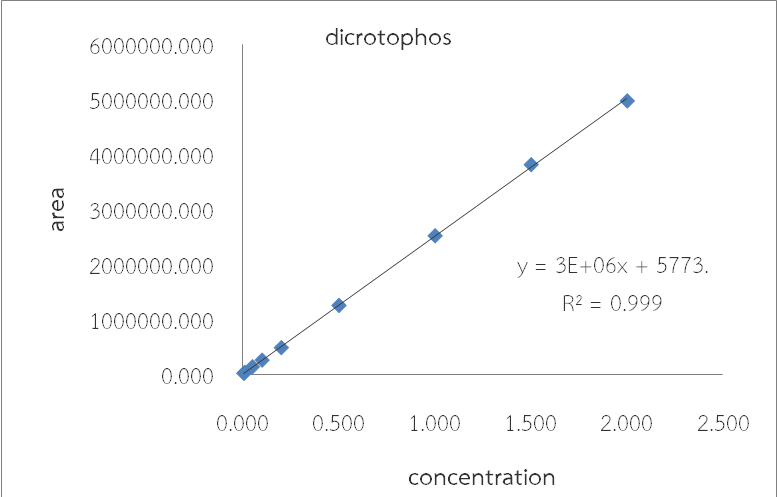 dicrotophos
6000000.000
5000000.000
4000000.000
3000000.000
2000000.000
1000000.000
0.000
area
y = 3E+06x + 5773.
R² = 0.999
0.000 0.500 1.000 1.500 2.000 2.500
concentration